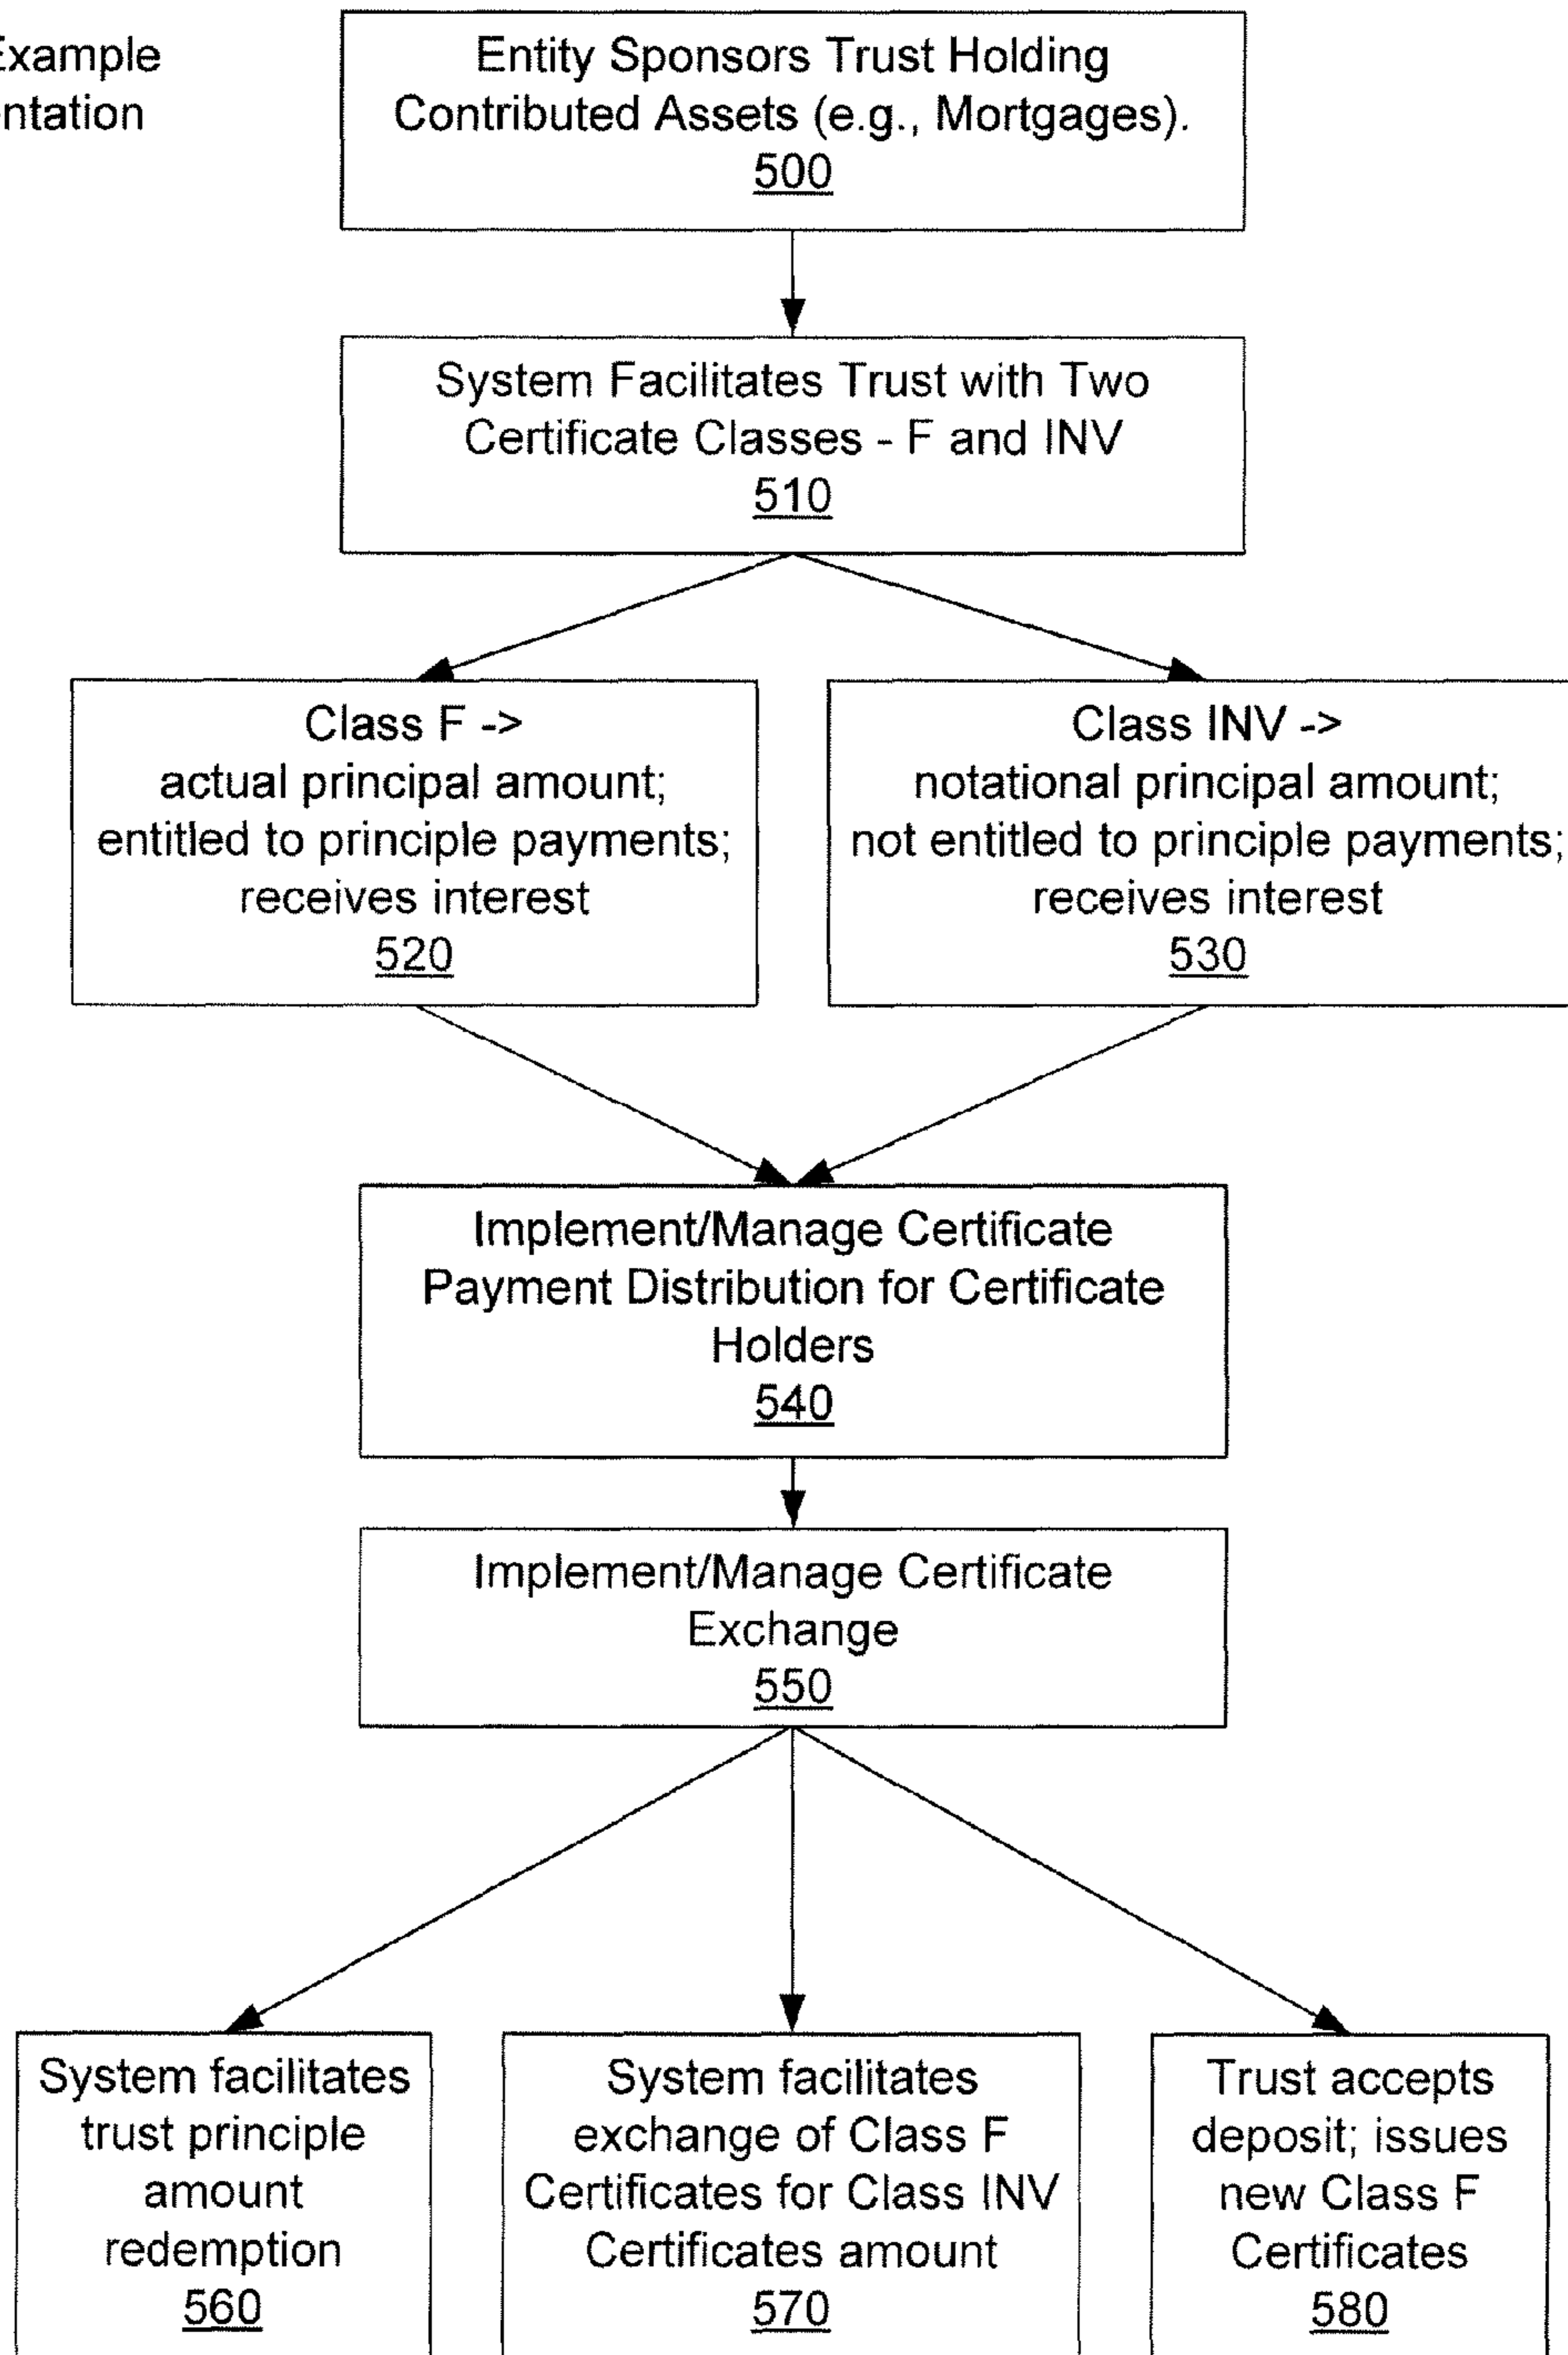 Example
Entity Sponsors Trust Holding
Contributed Assets (e.g., Mortgages).
500
System Facilitates Trust with Two
Certificate Classes - F and INV
510
Class F ->
actual principal amount;
entitled to principle payments;
receives interest
520
Class INV ->
notational principal amount;
not entitled to principle payments;
receives interest
530
Implement/Manage Certificate
Payment Distribution for Certificate
Holders
540
Implement/Manage Certificate
Exchange
550
System facilitates
trust principle
amount
redemption
560
System facilitates
exchange of Class F
Certificates for Class INV
Certificates amount
570
Trust accepts
deposit; issues
new Class F
Certificates
580